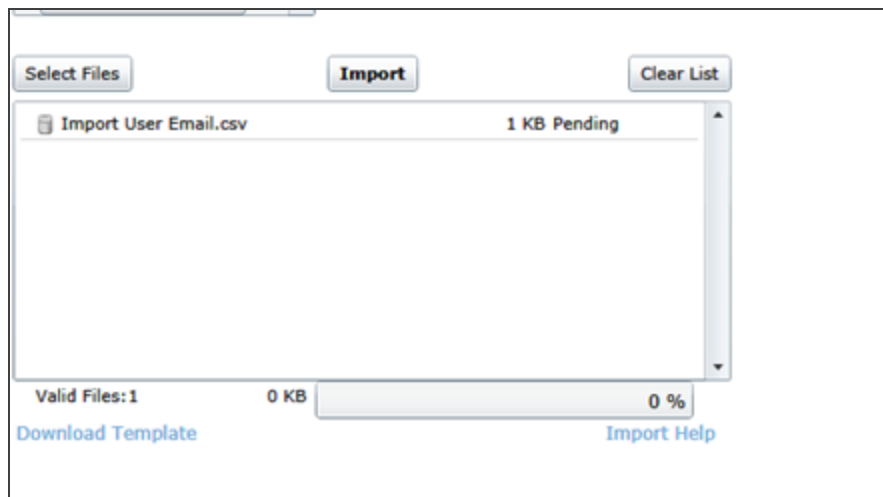 Select Files Import Clear List
Import User Email.csv 1 KB Pending
Valid Files:1 0 KB 0 %
Download Template Import Help